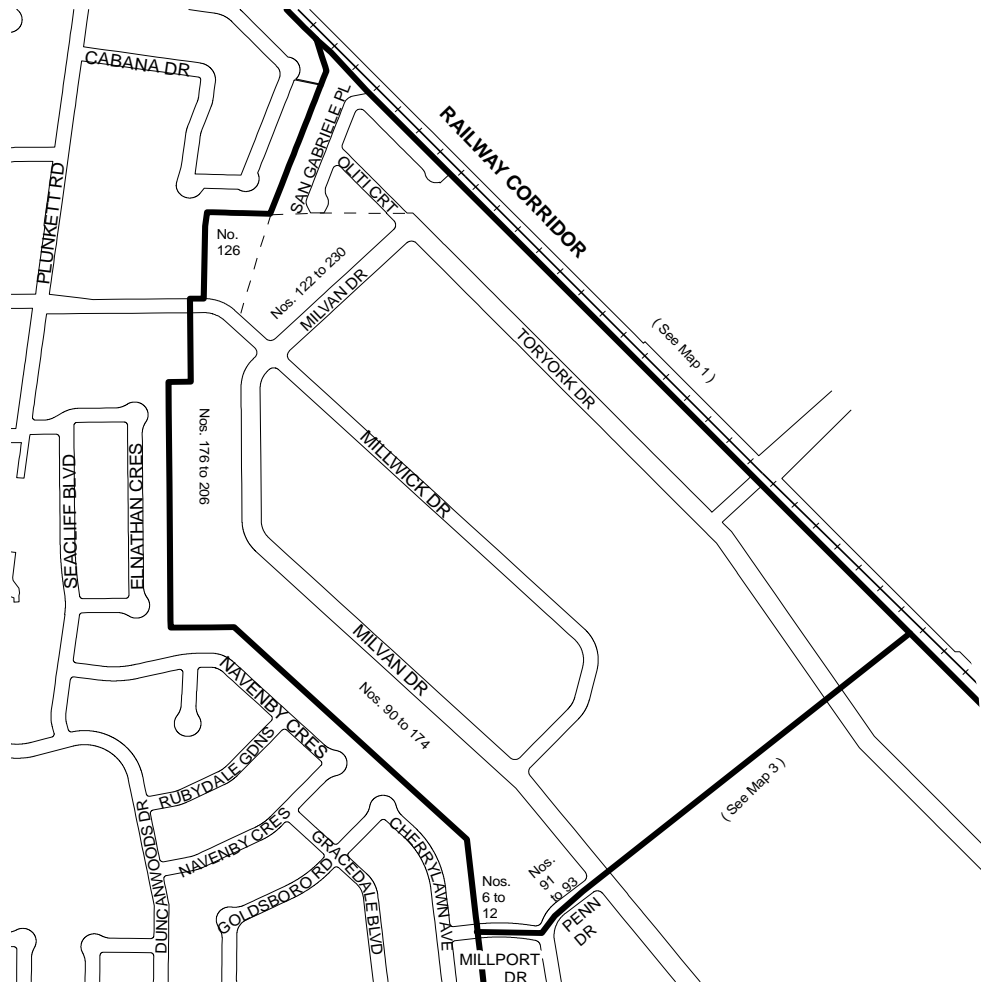 CABANA DR
PLUNKETT RD
SAN GABRIELE PL
RAILWAY CORRIDOR
OLITI CRT
No.
126
Nos. 122 to 230
MILVAN DR
( See Map 1 )
TORYORK DR
Nos. 176 to 206
MILLWICK DR
SEACLIFF BLVD
ELNATHAN CRES
MILVAN DR
Nos. 90 to 174
NAVENBY CRES
RUBYDALE GDNS
( See Map 3 )
DUNCANWOODS DR
NAVENBY CRES
GRACEDALE BLVD
GOLDSBORO RD
CHERRYLAWN AVE
Nos.
6 to
12
Nos.
91
to 93
PENN
DR
MILLPORT
DR